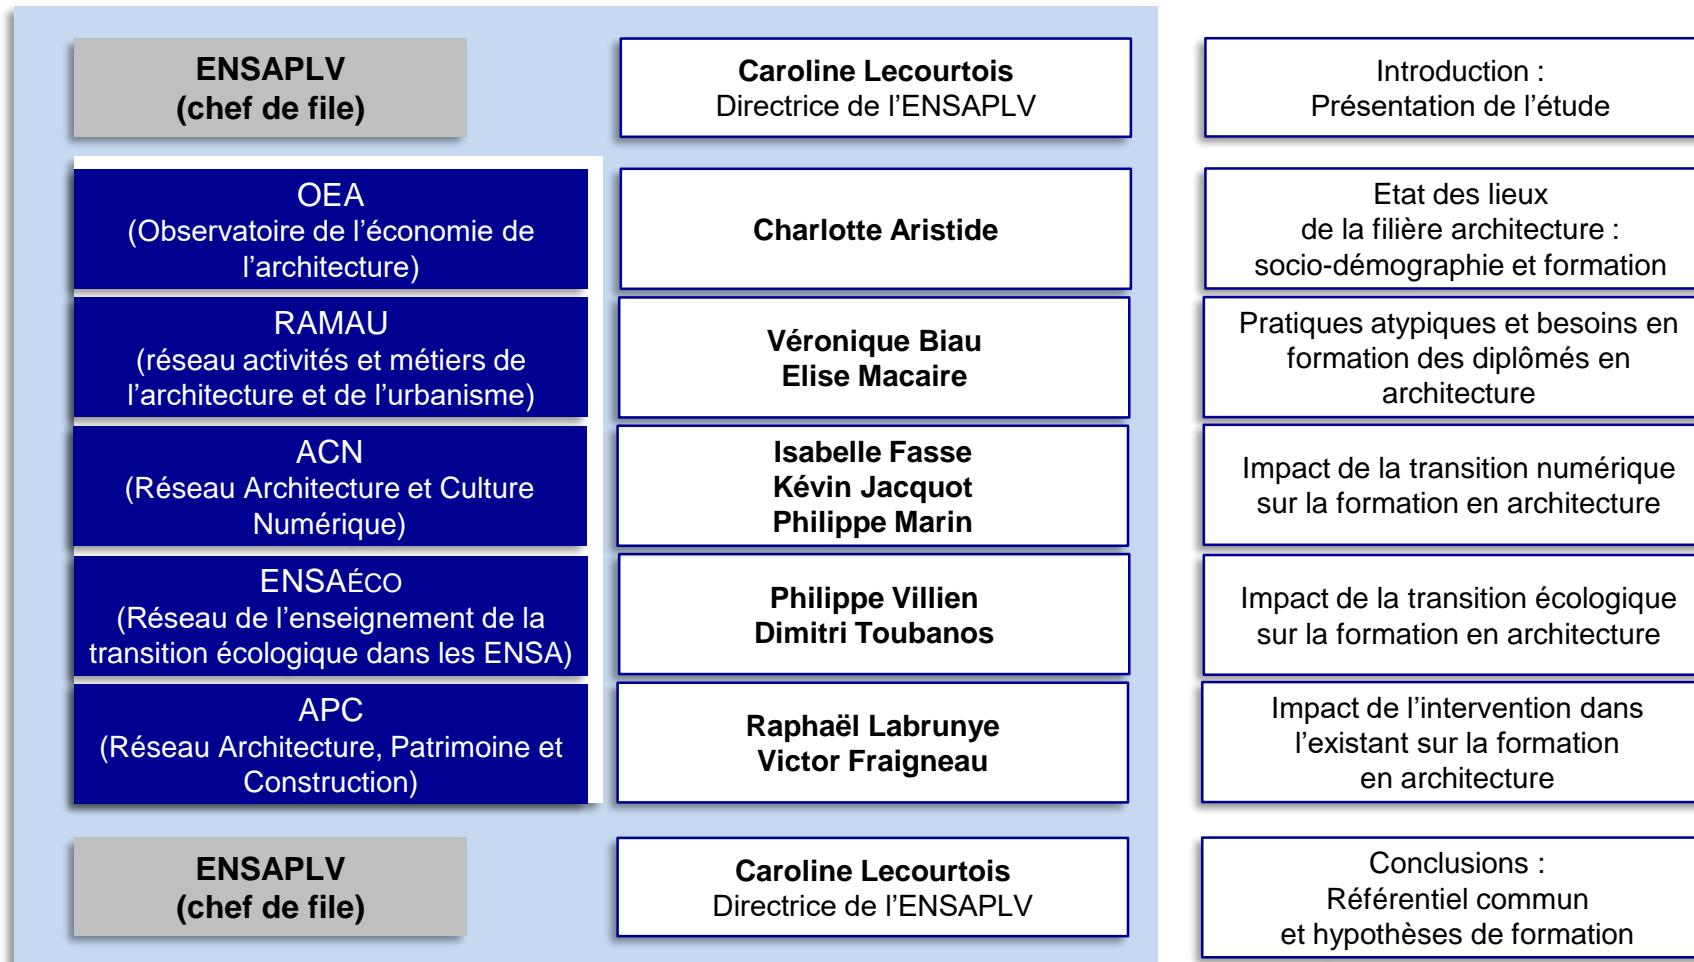 ENSAPLV
(chef de file)
Caroline Lecourtois
Directrice de l’ENSAPLV
Introduction :
Présentation de l’étude
OEA
(Observatoire de l’économie de
l’architecture)
Charlotte Aristide
Etat des lieux
de la filière architecture :
socio-démographie et formation
RAMAU
(réseau activités et métiers de
l’architecture et de l’urbanisme)
Véronique Biau
Elise Macaire
Pratiques atypiques et besoins en
formation des diplômés en
architecture
ACN
(Réseau Architecture et Culture
Numérique)
Isabelle Fasse
Kévin Jacquot
Philippe Marin
Impact de la transition numérique
sur la formation en architecture
ENSAÉCO
(Réseau de l’enseignement de la
transition écologique dans les ENSA)
Philippe Villien
Dimitri Toubanos
Impact de la transition écologique
sur la formation en architecture
APC
(Réseau Architecture, Patrimoine et
Construction)
Raphaël Labrunye
Victor Fraigneau
Impact de l’intervention dans
l’existant sur la formation
en architecture
ENSAPLV
(chef de file)
Caroline Lecourtois
Directrice de l’ENSAPLV
Conclusions :
Référentiel commun
et hypothèses de formation